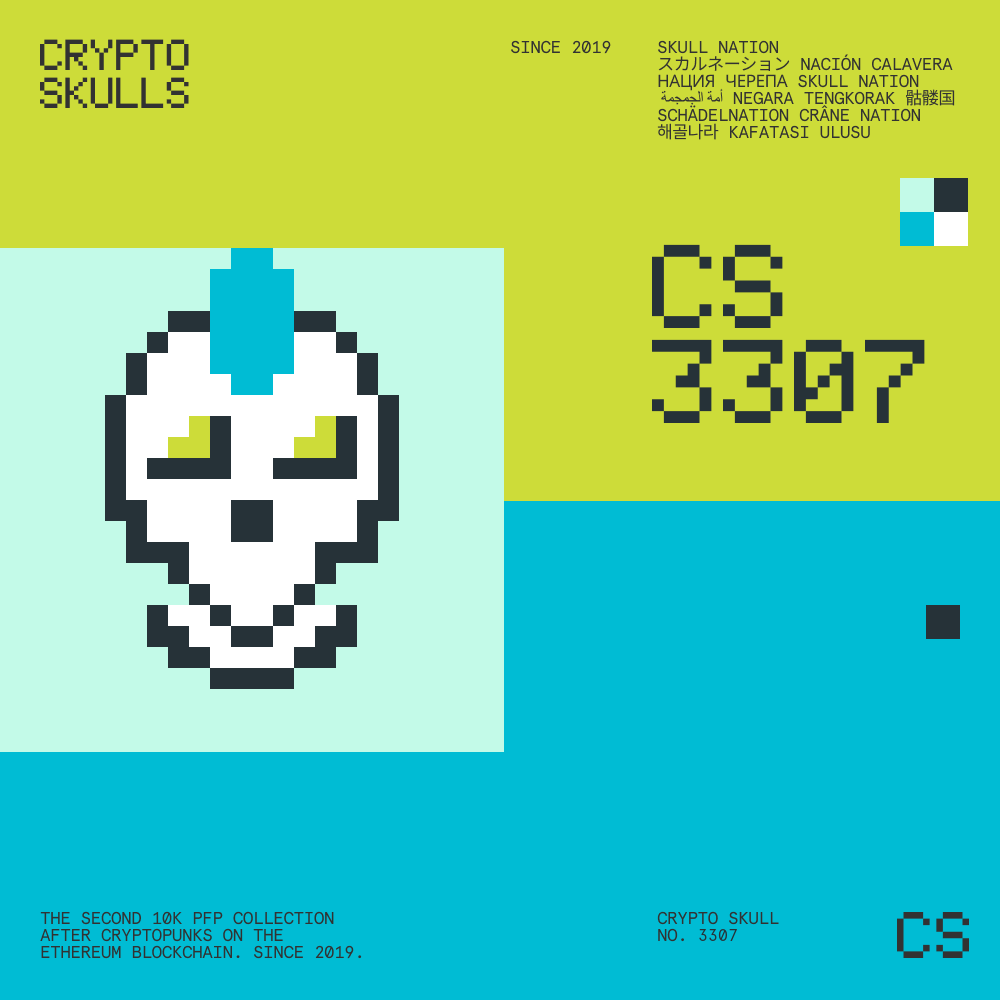 CRYPTO
SKULLS
SINCE 2019
SKULL NATION
スカルネーション NACIÓN CALAVERA
НАЦИЯ ЧЕРЕПА SKULL NATION
أمة الجمجمة NEGARA TENGKORAK 骷髅国
SCHÄDELNATION CRÂNE NATION
해골나라 KAFATASI ULUSU
CS
3307
THE SECOND 10K PFP COLLECTION
AFTER CRYPTOPUNKS ON THE
ETHEREUM BLOCKCHAIN. SINCE 2019.
CRYPTO SKULL
NO. 3307
CS